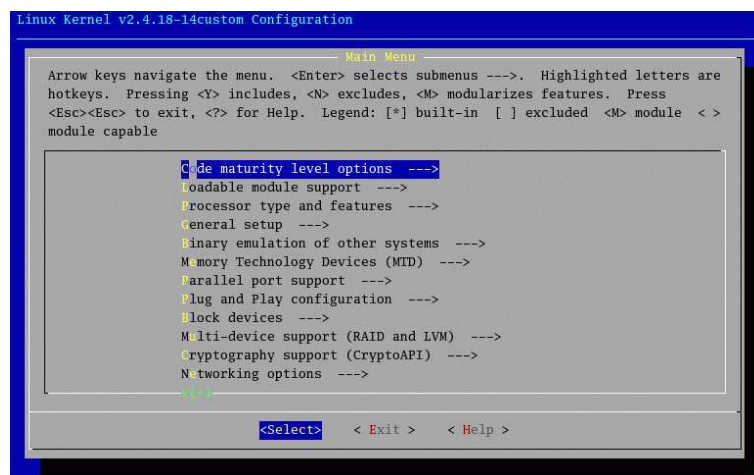 Linux Kernel v2.4.18-14custom Configuration
Main Menu
Arrow keys navigate the menu.  <Enter> selects submenus --->.  Highlighted letters are
hotkeys.  Pressing <Y> includes, <N> excludes, <M> modularizes features.  Press
<Esc><Esc> to exit, <?> for Help.  Legend: [*] built-in  [ ] excluded  <M> module  < >
module capable
Code maturity level options  --->
Loadable module support  --->
Processor type and features  --->
General setup  --->
Binary emulation of other systems  --->
Memory Technology Devices (MTD)  --->
Parallel port support  --->
Plug and Play configuration  --->
Block devices  --->
Multi-device support (RAID and LVM)  --->
Cryptography support (CryptoAPI)  --->
Networking options  --->
v(+)
<Select>    < Exit >    < Help >